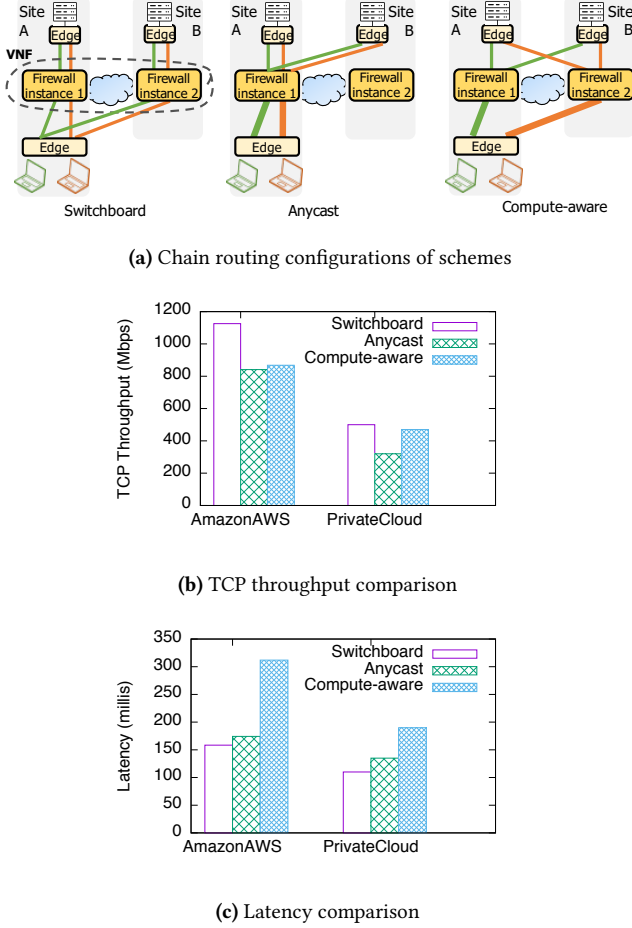 Site
A
Site
B
Edge
Edge
VNF
Firewall
instance 1
Firewall
instance 2
Edge
Switchboard
Site
A
Site
B
Edge
Edge
Firewall
instance 1
Firewall
instance 2
Edge
Anycast
Site
A
Site
B
Edge
Edge
Firewall
instance 1
Firewall
instance 2
Edge
Compute-aware
(a) Chain routing configurations of schemes
TCP Throughput (Mbps)
1200
1000
800
600
400
200
0
Switchboard
Anycast
Compute-aware
AmazonAWS
PrivateCloud
(b) TCP throughput comparison
Latency (millis)
350
300
250
200
150
100
50
0
Switchboard
Anycast
Compute-aware
AmazonAWS
PrivateCloud
(c) Latency comparison